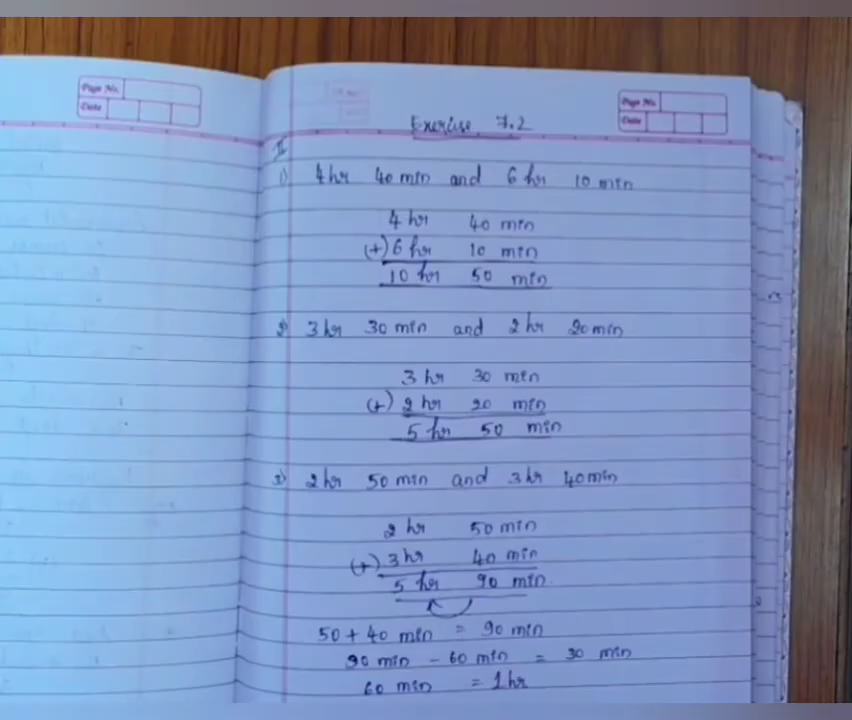 Page No.
Date
Page No.
Date
Exercise 7.2
II
1) 4 hr 40 min and 6 hr 10 min
4 hr 40 min
(+) 6 hr 10 min
10 hr 50 min
2) 3 hr 30 min and 2 hr 20 min
3 hr 30 min
(+) 2 hr 20 min
5 hr 50 min
3) 2 hr 50 min and 3 hr 40 min
2 hr 50 min
(+) 3 hr 40 min
5 hr 90 min
50 + 40 min = 90 min
90 min - 60 min = 30 min
60 min = 1 hr